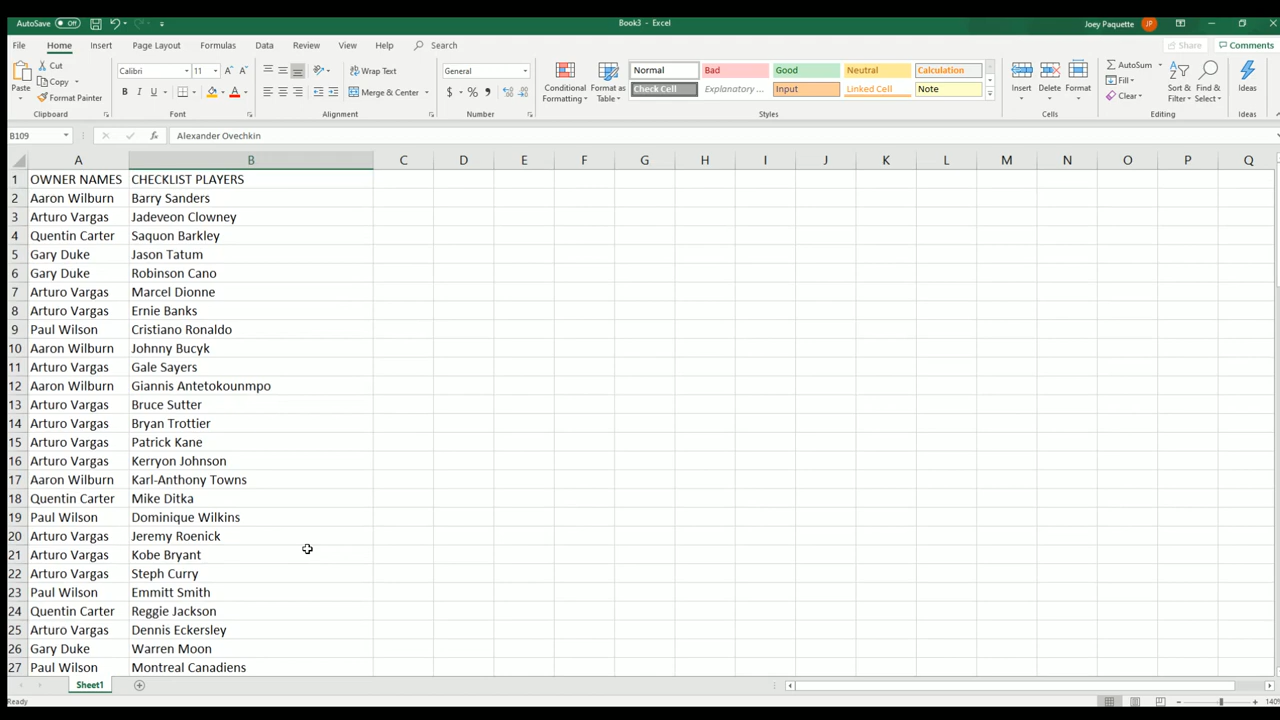 AutoSave Off Book3 - Excel Joey Paquette JP
File Home Insert Page Layout Formulas Data Review View Help Search Share Comments
Paste Cut Copy Format Painter Clipboard
Calibri 11 B I U A A A Font
Wrap Text Merge & Center Alignment
General $ % Number
Conditional Formatting Format as Table
Normal Bad Good Neutral Calculation
Check Cell Explanatory ... Input Linked Cell Note
Styles
Insert Delete Format Cells
AutoSum Fill Clear Sort & Filter Find & Select Editing
Ideas Ideas
B109 fx Alexander Ovechkin
A B C D E F G H I J K L M N O P Q
1 OWNER NAMES CHECKLIST PLAYERS
2 Aaron Wilburn Barry Sanders
3 Arturo Vargas Jadeveon Clowney
4 Quentin Carter Saquon Barkley
5 Gary Duke Jason Tatum
6 Gary Duke Robinson Cano
7 Arturo Vargas Marcel Dionne
8 Arturo Vargas Ernie Banks
9 Paul Wilson Cristiano Ronaldo
10 Aaron Wilburn Johnny Bucyk
11 Arturo Vargas Gale Sayers
12 Aaron Wilburn Giannis Antetokounmpo
13 Arturo Vargas Bruce Sutter
14 Arturo Vargas Bryan Trottier
15 Arturo Vargas Patrick Kane
16 Arturo Vargas Kerryon Johnson
17 Aaron Wilburn Karl-Anthony Towns
18 Quentin Carter Mike Ditka
19 Paul Wilson Dominique Wilkins
20 Arturo Vargas Jeremy Roenick
21 Arturo Vargas Kobe Bryant
22 Arturo Vargas Steph Curry
23 Paul Wilson Emmitt Smith
24 Quentin Carter Reggie Jackson
25 Arturo Vargas Dennis Eckersley
26 Gary Duke Warren Moon
27 Paul Wilson Montreal Canadiens
Sheet1
Ready 140%